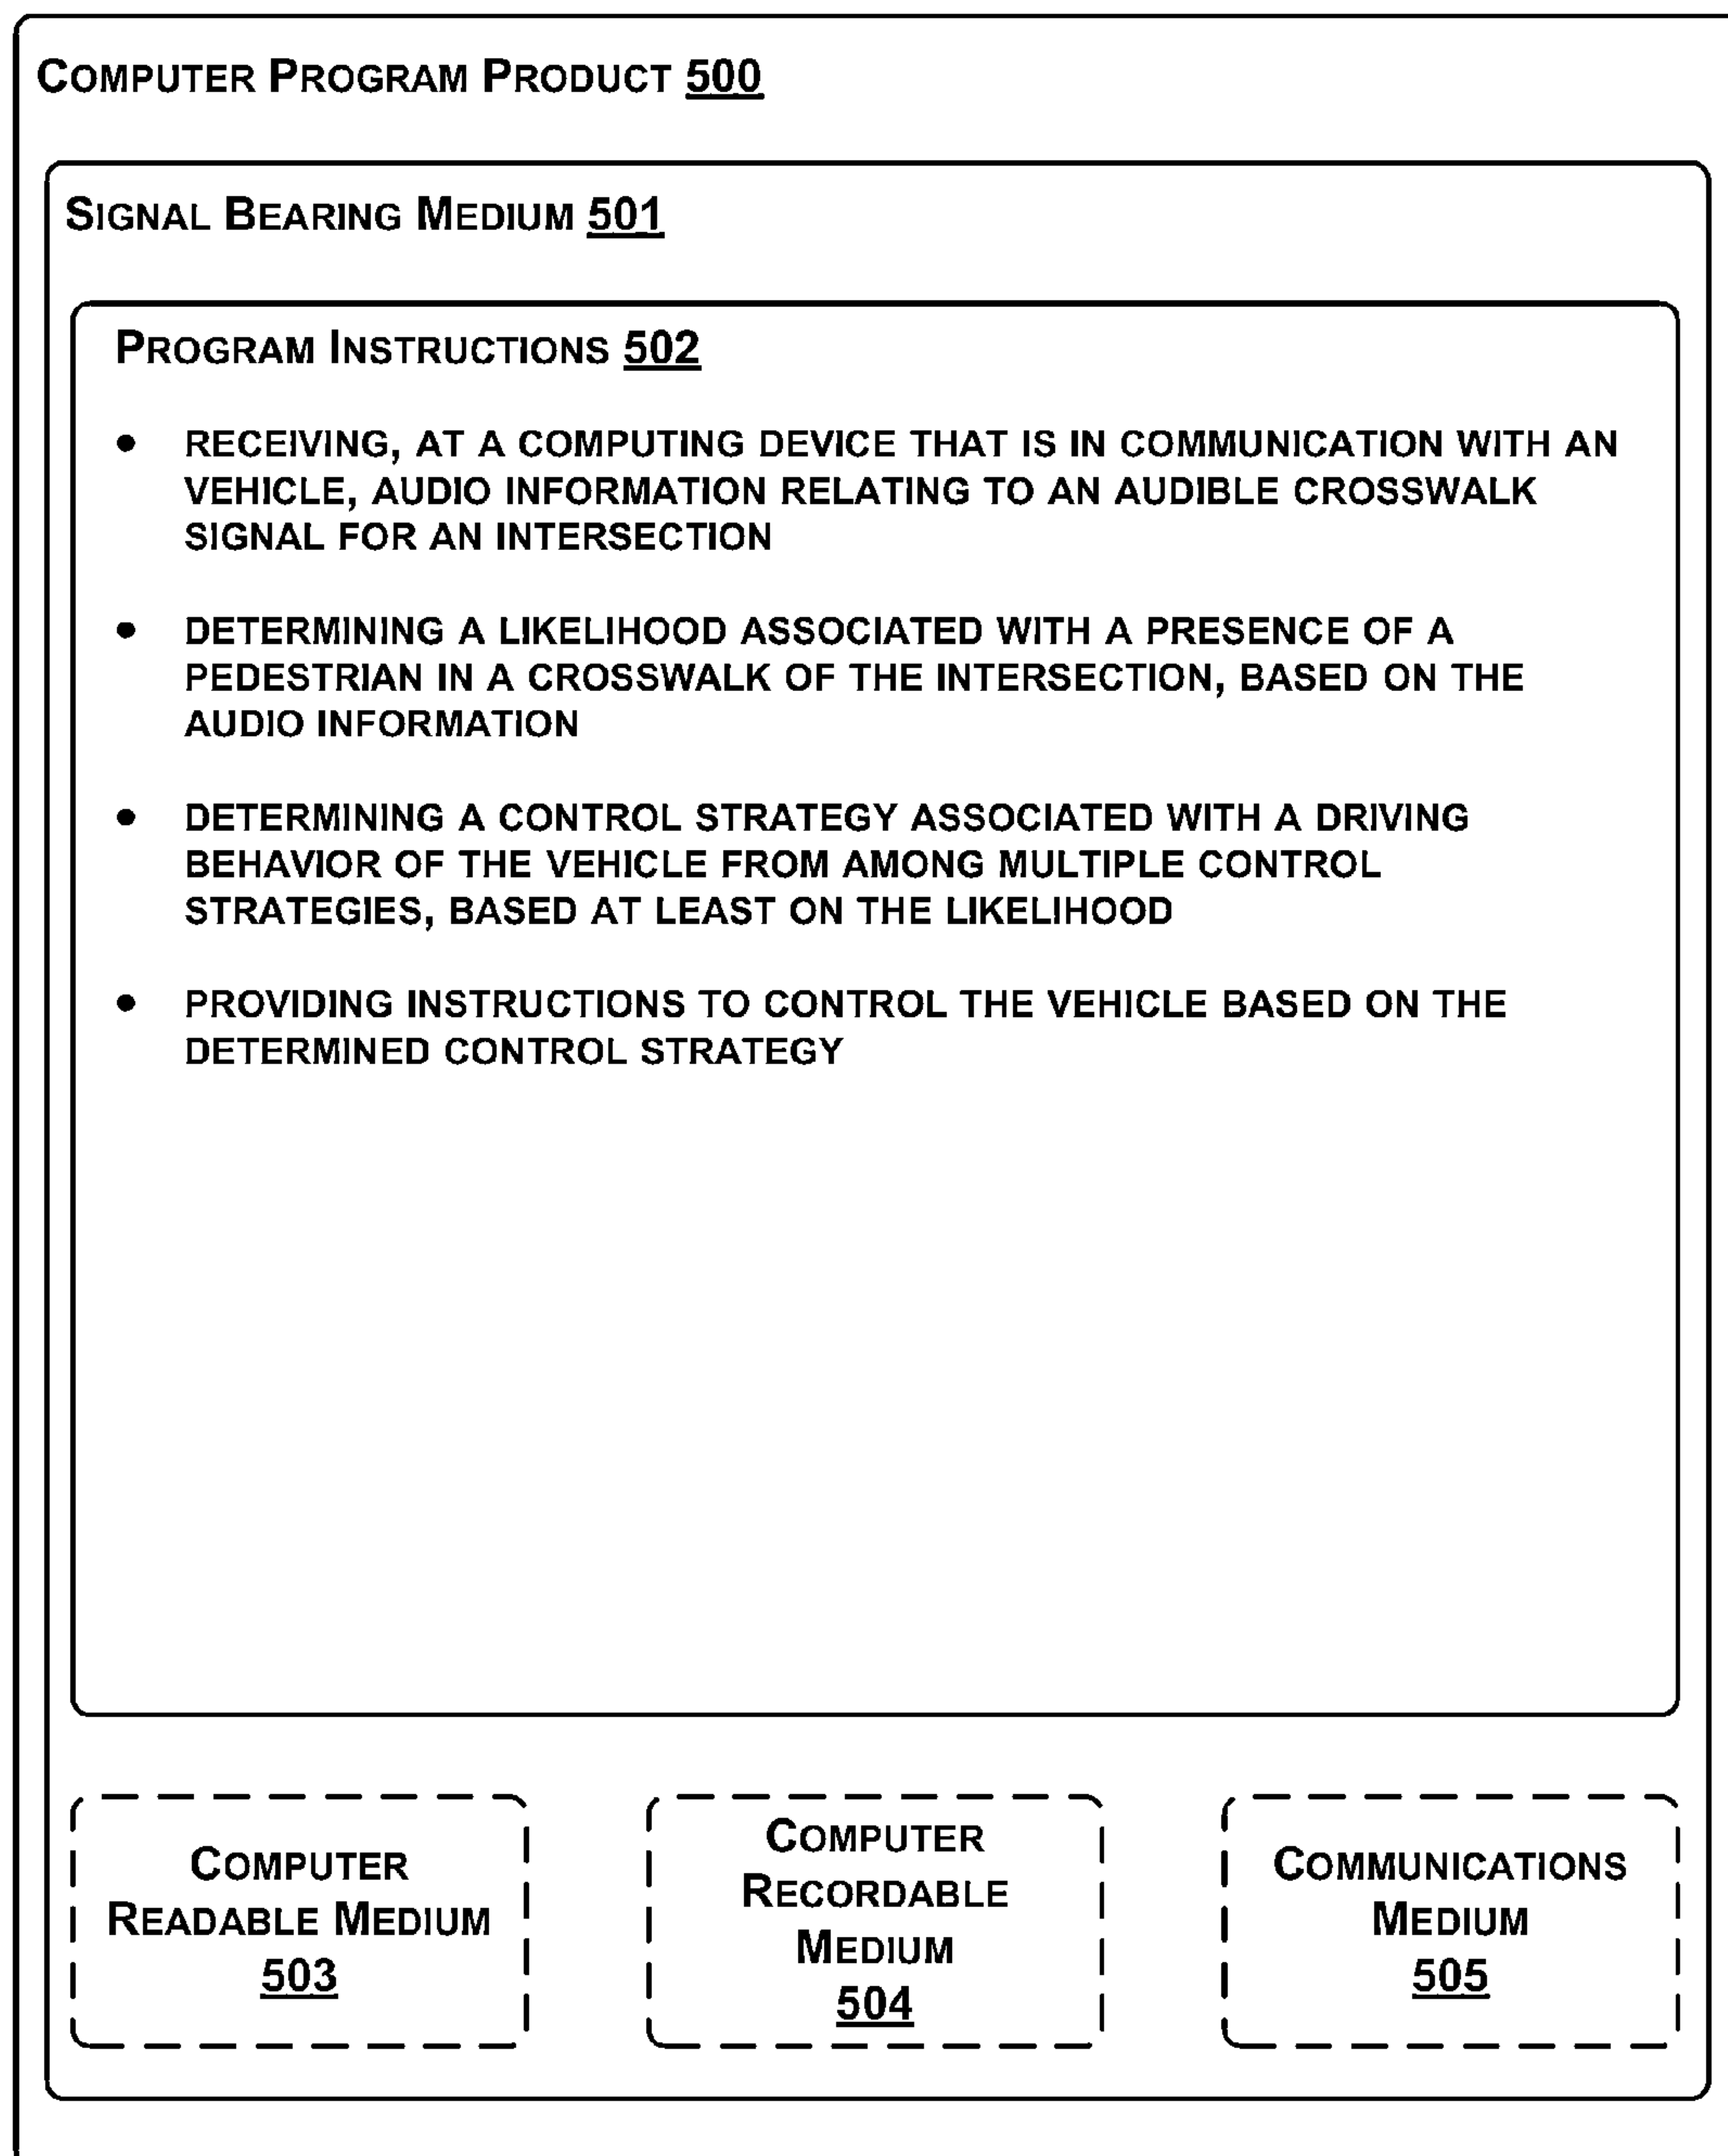 COMPUTER PROGRAM PRODUCT 500
SIGNAL BEARING MEDIUM 501
PROGRAM INSTRUCTIONS 502
• RECEIVING, AT A COMPUTING DEVICE THAT IS IN COMMUNICATION WITH AN
VEHICLE, AUDIO INFORMATION RELATING TO AN AUDIBLE CROSSWALK
SIGNAL FOR AN INTERSECTION
• DETERMINING A LIKELIHOOD ASSOCIATED WITH A PRESENCE OF A
PEDESTRIAN IN A CROSSWALK OF THE INTERSECTION, BASED ON THE
AUDIO INFORMATION
• DETERMINING A CONTROL STRATEGY ASSOCIATED WITH A DRIVING
BEHAVIOR OF THE VEHICLE FROM AMONG MULTIPLE CONTROL
STRATEGIES, BASED AT LEAST ON THE LIKELIHOOD
• PROVIDING INSTRUCTIONS TO CONTROL THE VEHICLE BASED ON THE
DETERMINED CONTROL STRATEGY
COMPUTER
READABLE MEDIUM
503
COMPUTER
RECORDABLE
MEDIUM
504
COMMUNICATIONS
MEDIUM
505